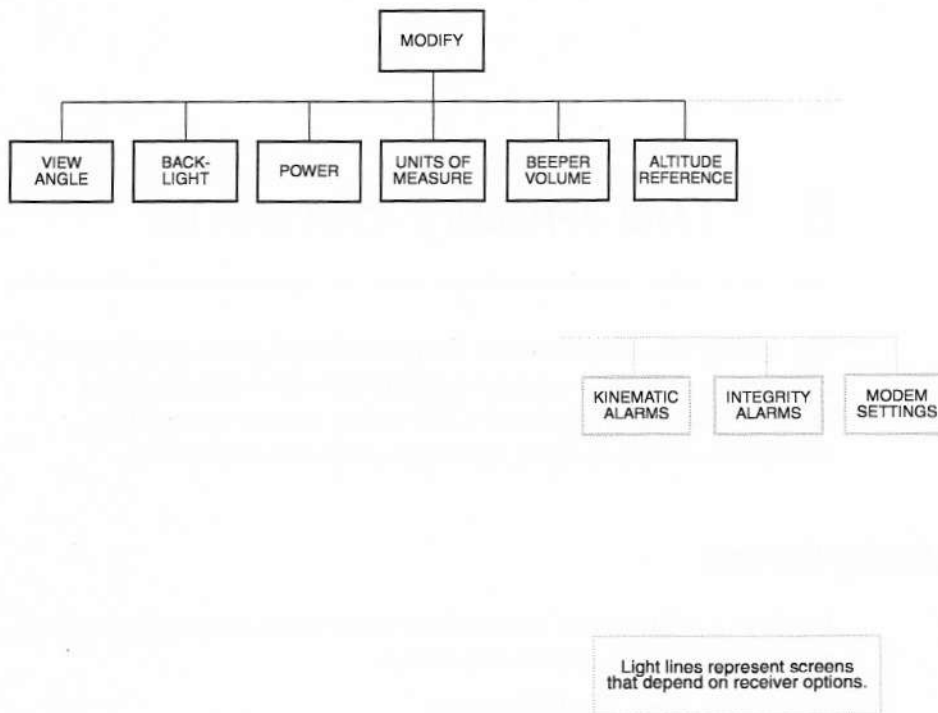 MODIFY
VIEW
ANGLE
BACK-
LIGHT
POWER
UNITS OF
MEASURE
BEEPER
VOLUME
ALTITUDE
REFERENCE
KINEMATIC
ALARMS
INTEGRITY
ALARMS
MODEM
SETTINGS
Light lines represent screens
that depend on receiver options.